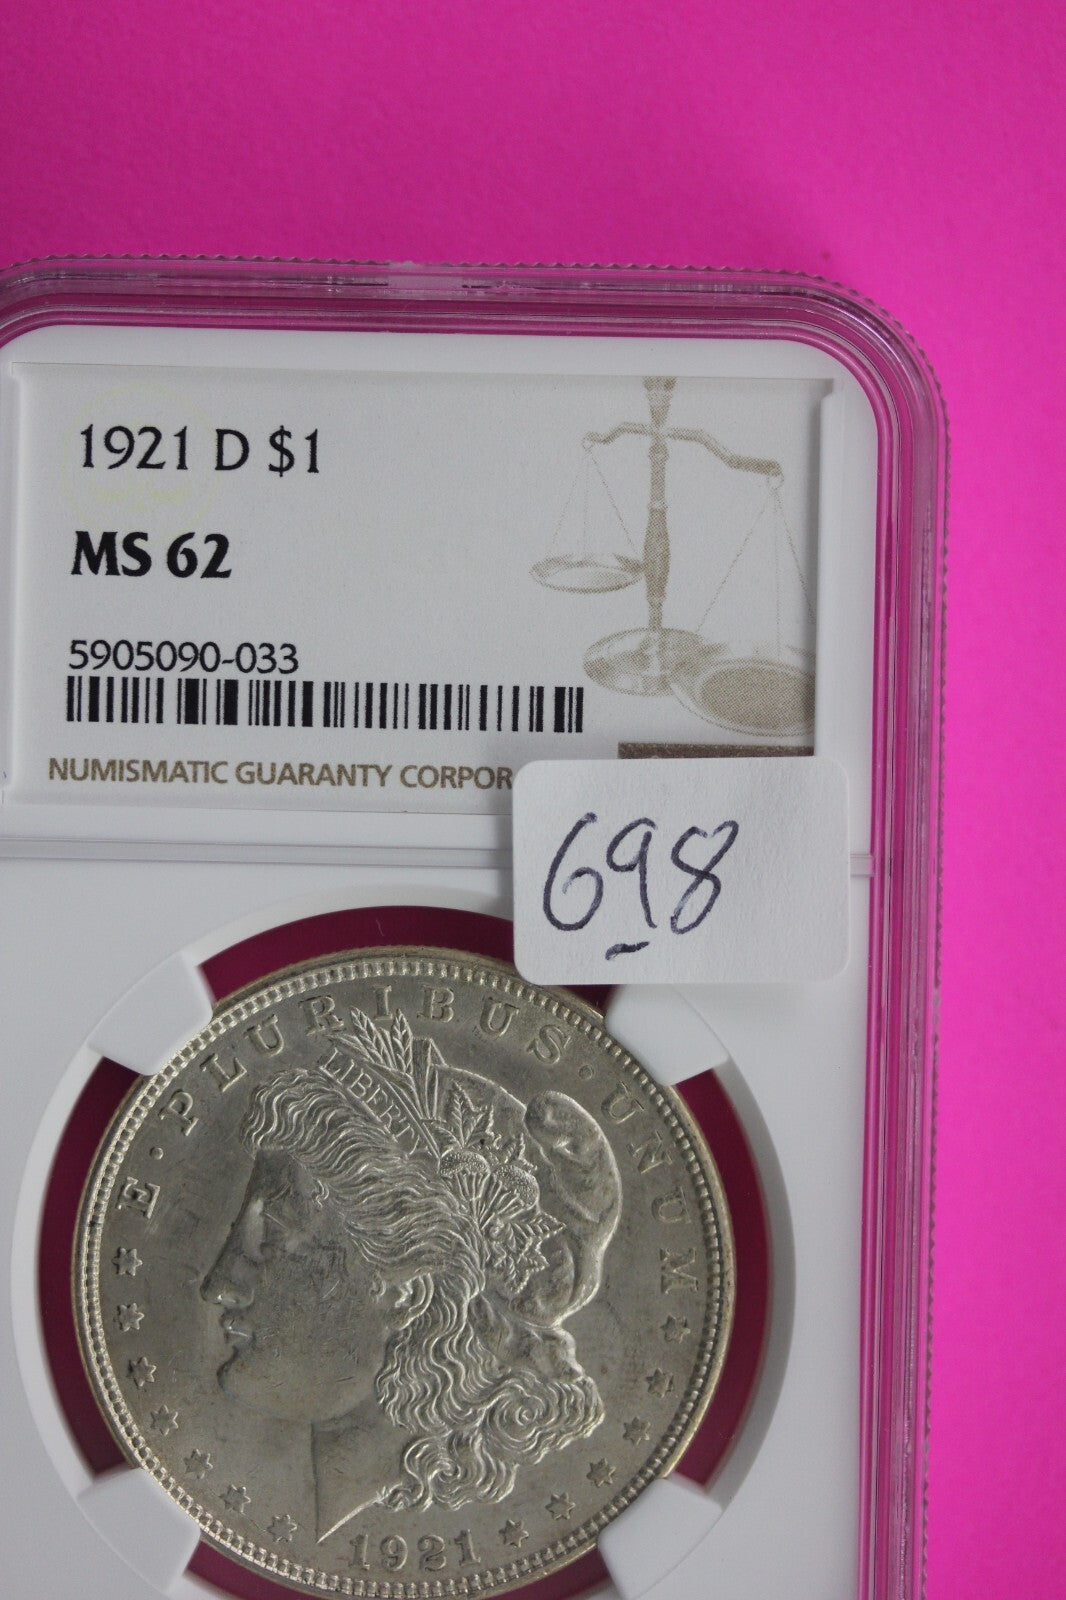 1921 D $1
MS 62
5905090-033
NUMISMATIC GUARANTY CORPOR
698
E · PLURIBUS · UNUM
LIBERTY
1921